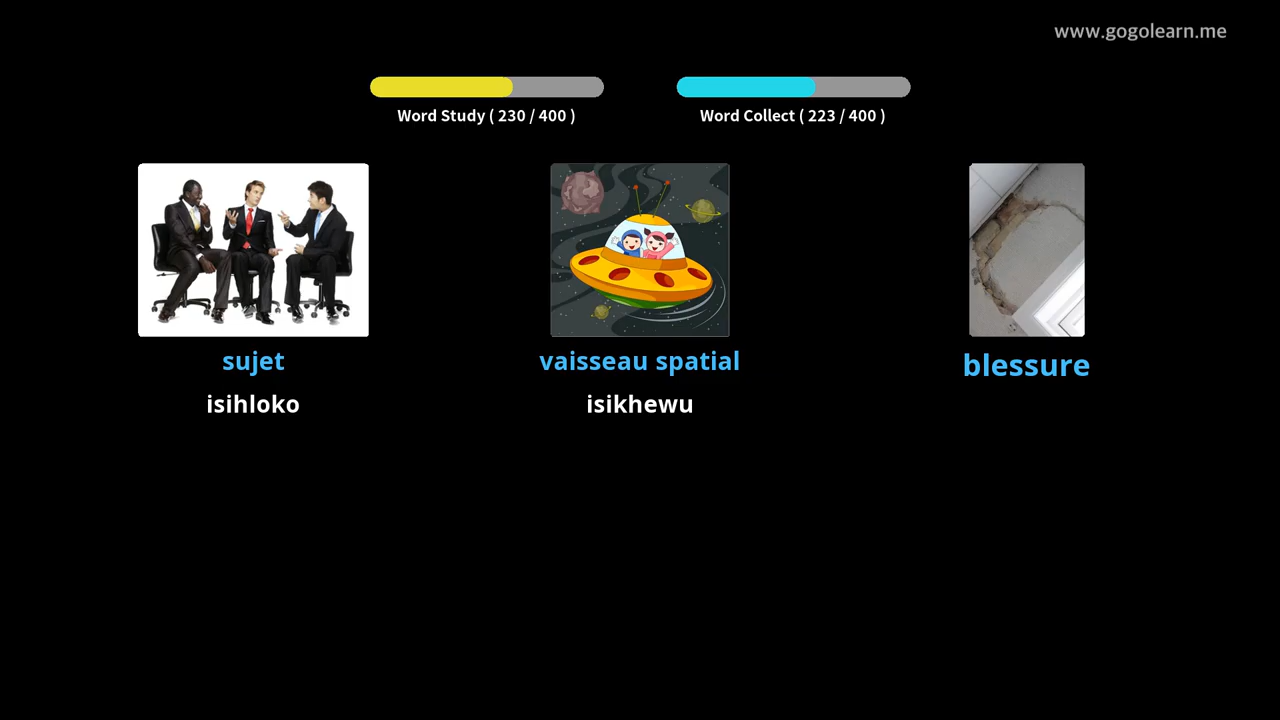 www.gogolearn.me
Word Study ( 230 / 400 )
Word Collect ( 223 / 400 )
sujet
isihloko
vaisseau spatial
isikhewu
blessure